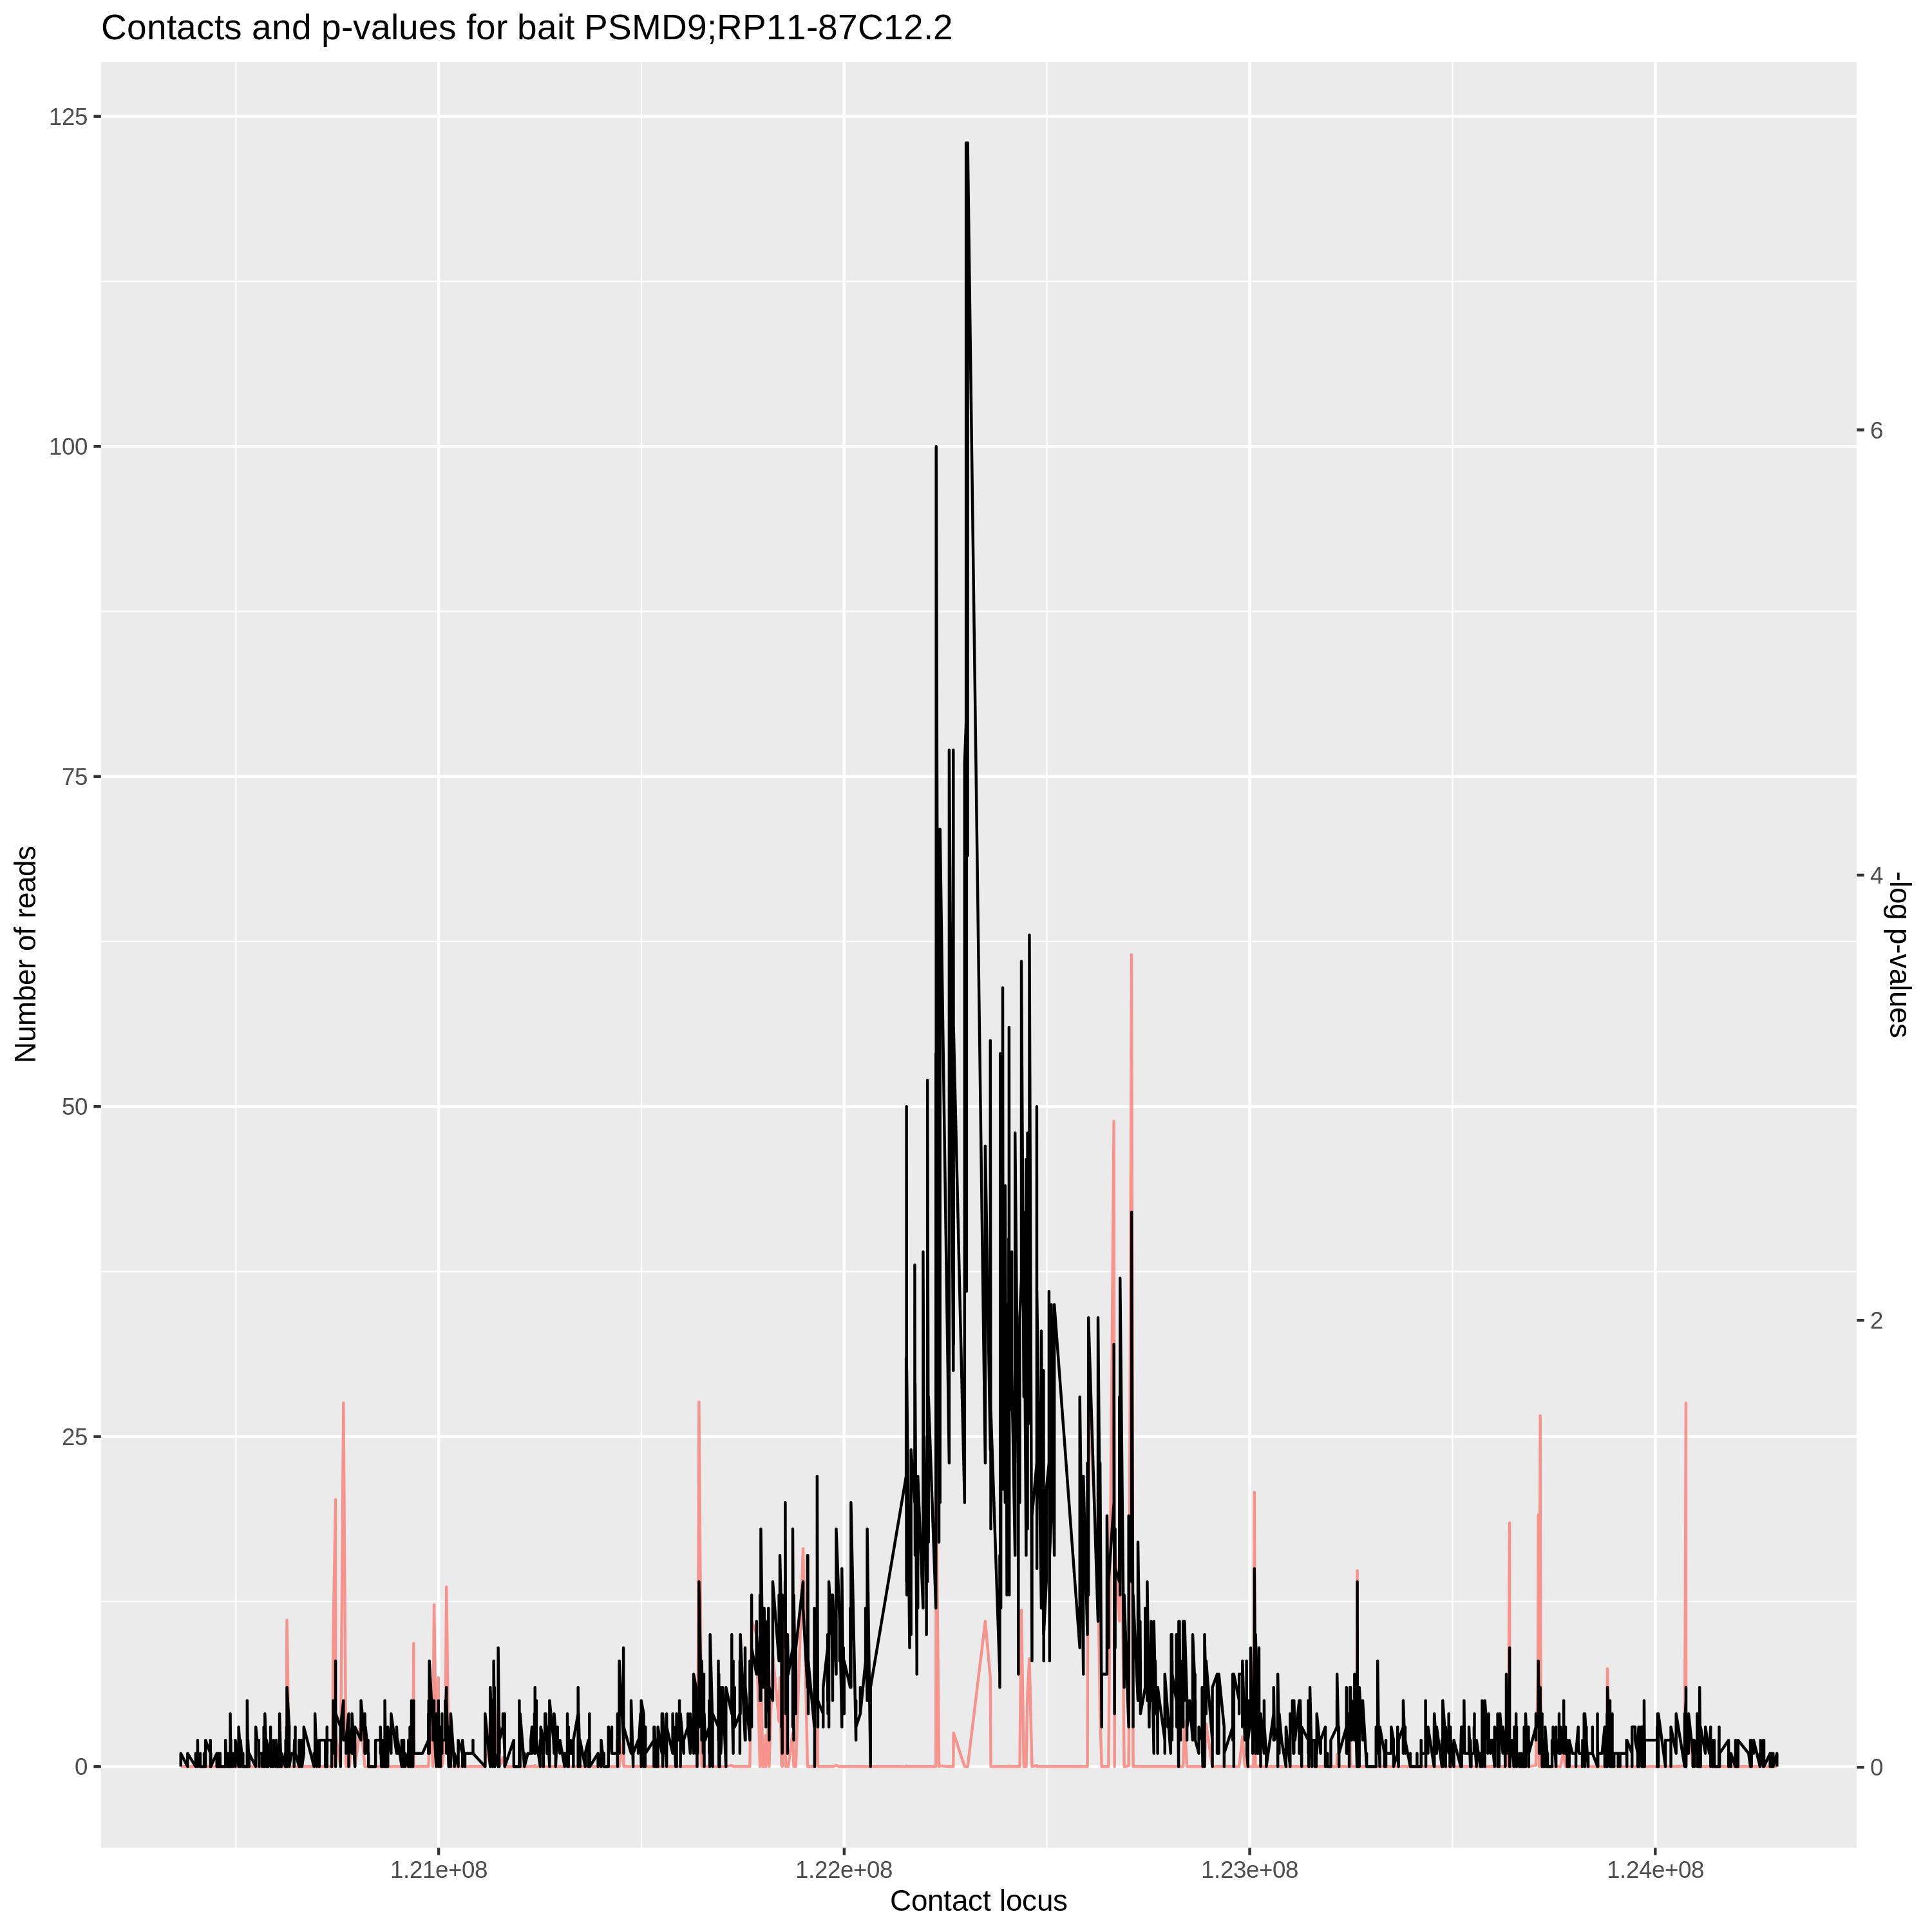 Contacts and p-values for bait PSMD9;RP11-87C12.2
125
100
75
50
25
0
Number of reads
6
4
2
0
-log p-values
1.21e+08
1.22e+08
1.23e+08
1.24e+08
Contact locus